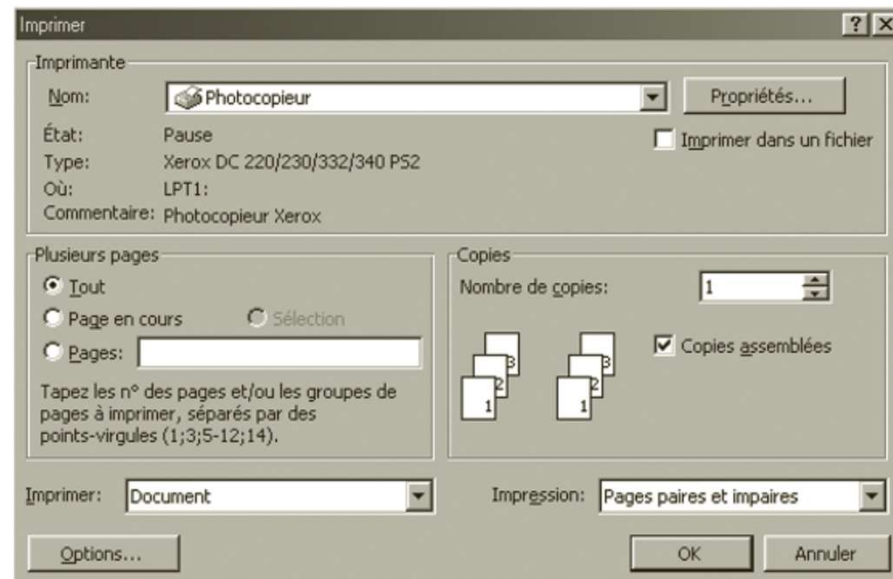 Imprimer
Imprimante
Nom: Photocopieur Propriétés...
État: Pause Imprimer dans un fichier
Type: Xerox DC 220/230/332/340 PS2
Où: LPT1:
Commentaire: Photocopieur Xerox
Plusieurs pages
Tout
Page en cours Sélection
Pages:
Tapez les n° des pages et/ou les groupes de
pages à imprimer, séparés par des
points-virgules (1;3;5-12;14).
Copies
Nombre de copies: 1
Copies assemblées
3 3
2 2
1 1
Imprimer: Document Impression: Pages paires et impaires
Options... OK Annuler